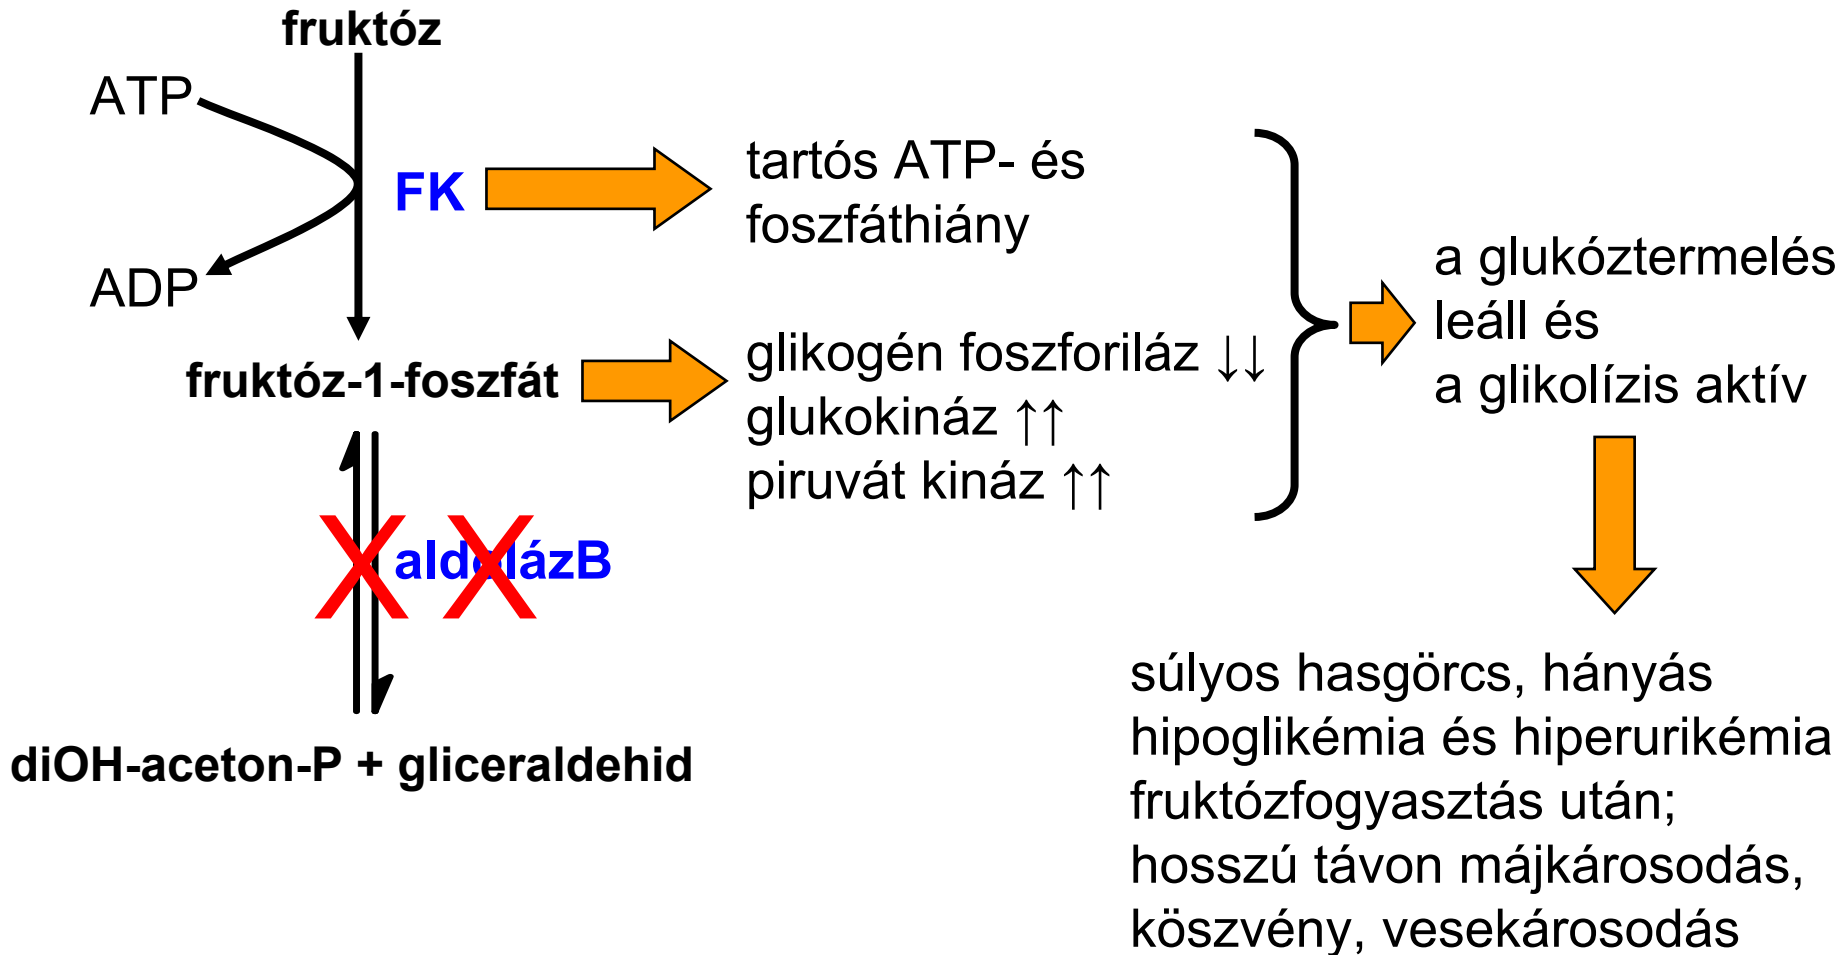 fruktóz
ATP
FK
ADP
tartós ATP- és
foszfáthiány
fruktóz-1-foszfát
glikogén foszforiláz ↓↓
glukokináz ↑↑
piruvát kináz ↑↑
a glukóztermelés
leáll és
a glikolízis aktív
aldolázB
diOH-aceton-P + gliceraldehid
súlyos hasgörcs, hányás
hipoglikémia és hiperurikémia
fruktózfogyasztás után;
hosszú távon májkárosodás,
köszvény, vesekárosodás